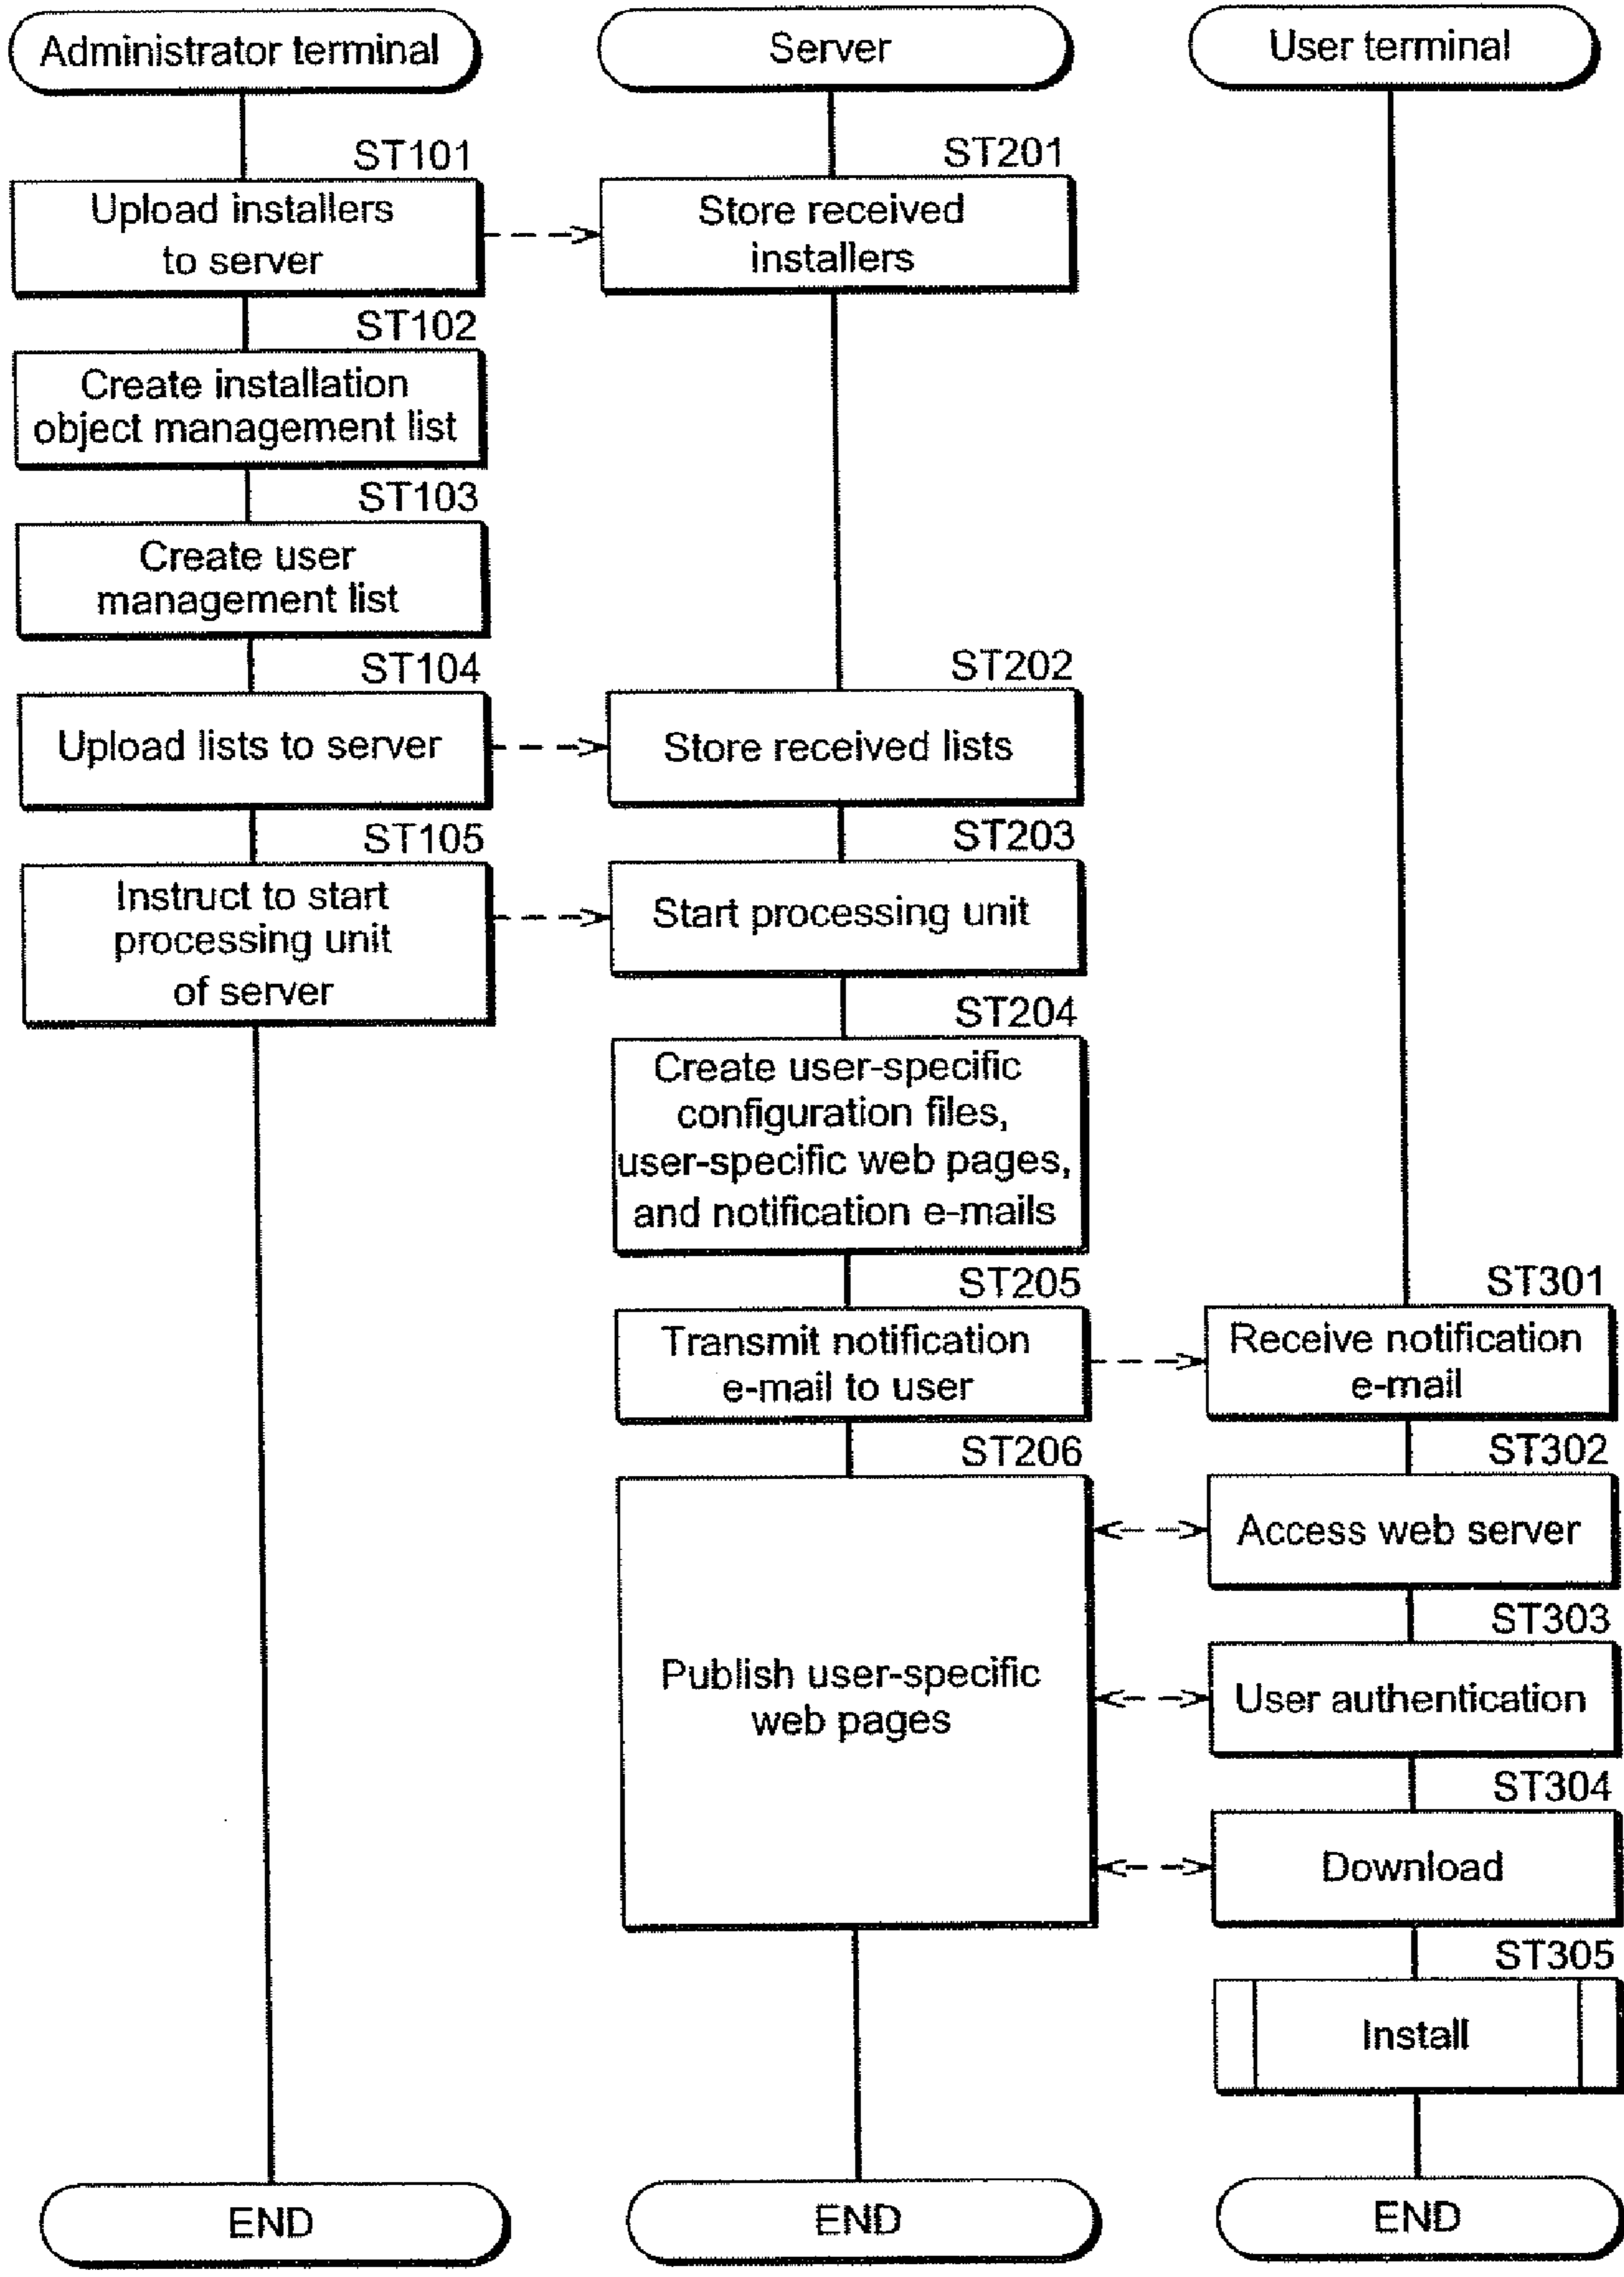 Administrator terminal
Server
User terminal
ST101
Upload installers
to server
ST201
Store received
installers
ST102
Create installation
object management list
ST103
Create user
management list
ST104
Upload lists to server
ST202
Store received lists
ST105
Instruct to start
processing unit
of server
ST203
Start processing unit
ST204
Create user-specific
configuration files,
user-specific web pages,
and notification e-mails
ST205
Transmit notification
e-mail to user
ST301
Receive notification
e-mail
ST206
Publish user-specific
web pages
ST302
Access web server
ST303
User authentication
ST304
Download
ST305
Install
END
END
END